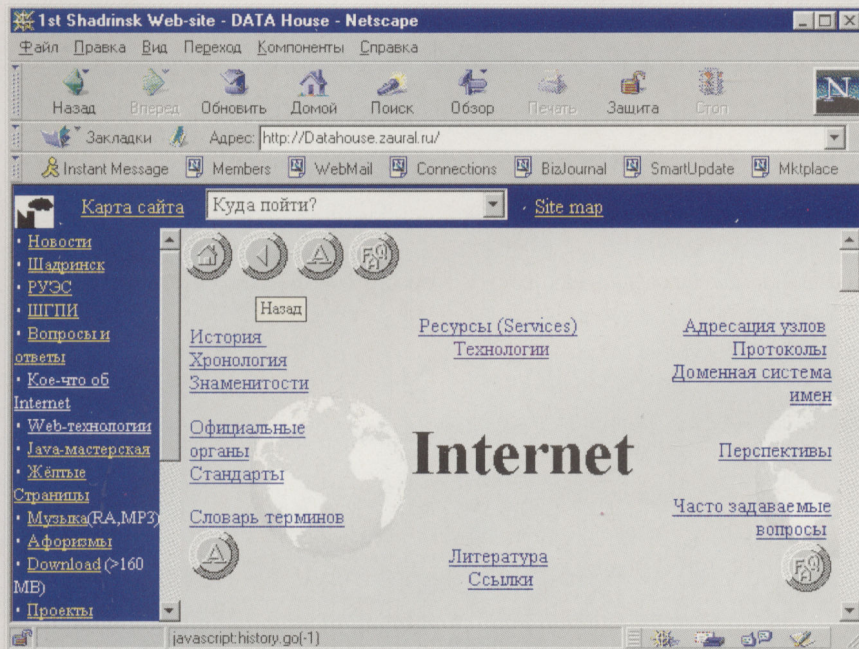 1st Shadrinsk Web-site - DATA House - Netscape
Файл Правка Вид Переход Компоненты Справка
Назад Вперед Обновить Домой Поиск Обзор Печать Защита Стоп
N
Закладки Адрес: http://Datahouse.zaural.ru/
Instant Message Members WebMail Connections BizJournal SmartUpdate Mktplace
Карта сайта Куда пойти? Site map
• Новости
• Шадринск
• РУЭС
• ШГПИ
• Вопросы и
ответы
• Кое-что об
Internet
• Web-технологии
• Java-мастерская
• Жёлтые
Страницы
• Музыка(RA,MP3)
• Афоризмы
• Download (>160
MB)
• Проекты
A FAQ
Назад
История
Хронология
Знаменитости
Официальные
органы
Стандарты
Словарь терминов
A
Ресурсы (Services)
Технологии
Internet
Литература
Ссылки
Адресация узлов
Протоколы
Доменная система
имен
Перспективы
Часто задаваемые
вопросы
FAQ
javascript:history.go(-1)